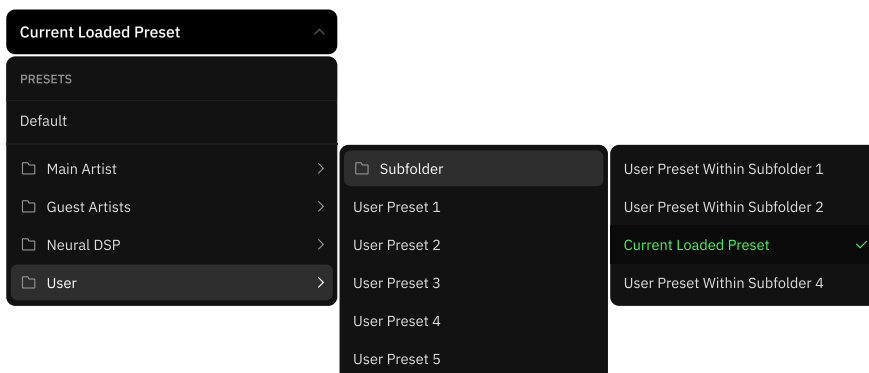 Current Loaded Preset
PRESETS
Default
Main Artist
Guest Artists
Neural DSP
User
Subfolder
User Preset 1
User Preset 2
User Preset 3
User Preset 4
User Preset 5
User Preset Within Subfolder 1
User Preset Within Subfolder 2
Current Loaded Preset
User Preset Within Subfolder 4